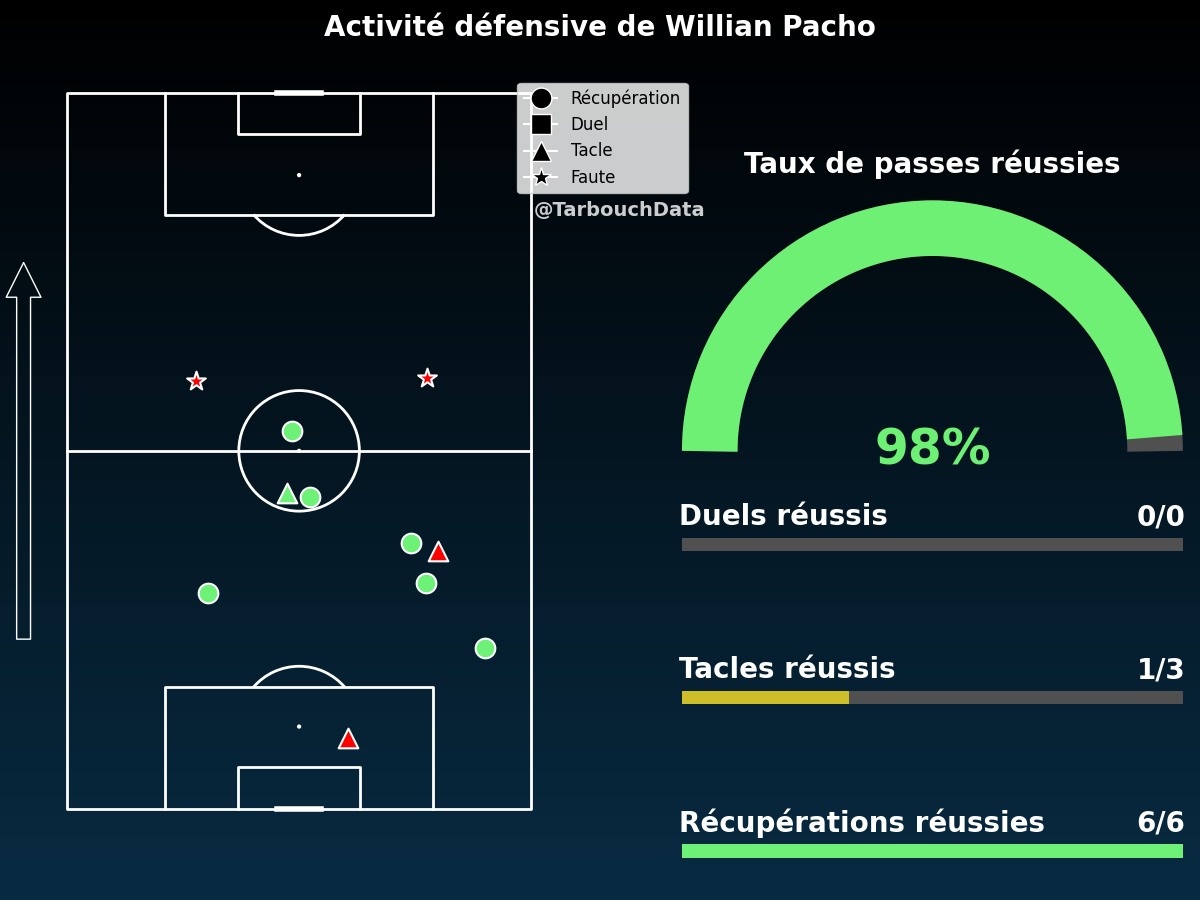 Activité défensive de Willian Pacho
Récupération
Duel
Tacle
Faute
@TarbouchData
Taux de passes réussies
98%
Duels réussis 0/0
Tacles réussis 1/3
Récupérations réussies 6/6